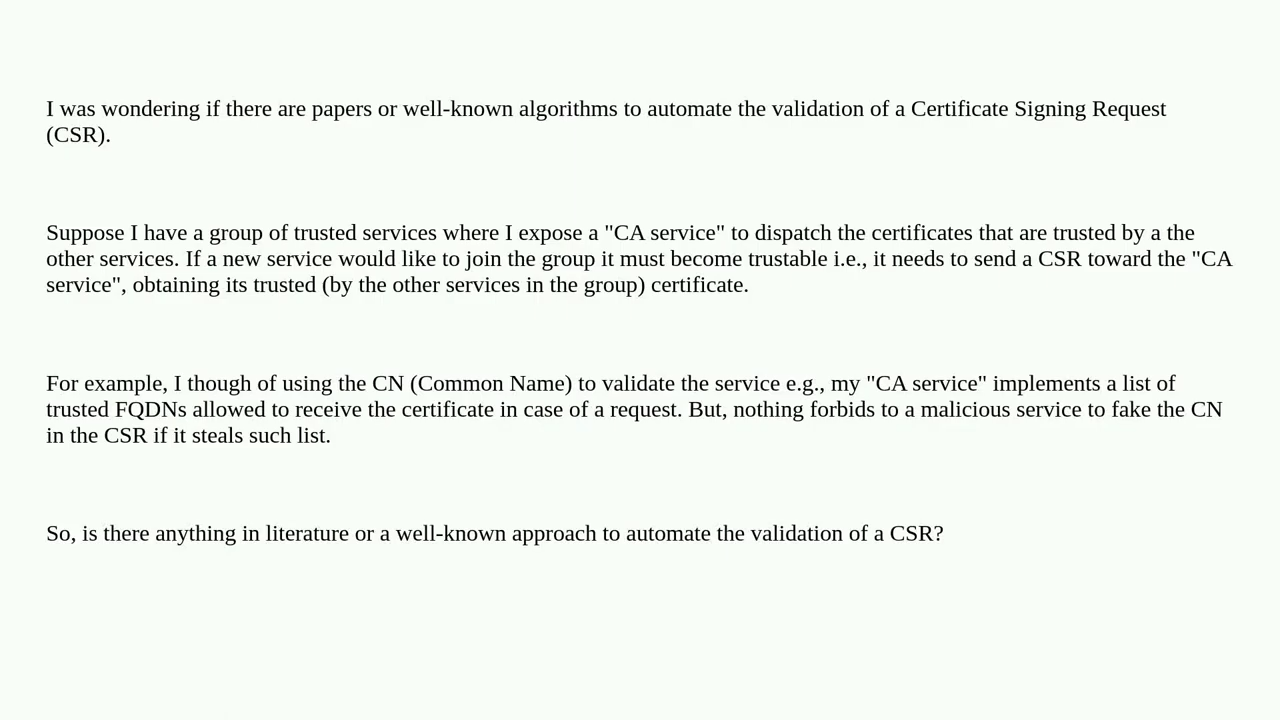 I was wondering if there are papers or well-known algorithms to automate the validation of a Certificate Signing Request
(CSR).
Suppose I have a group of trusted services where I expose a "CA service" to dispatch the certificates that are trusted by a the
other services. If a new service would like to join the group it must become trustable i.e., it needs to send a CSR toward the "CA
service", obtaining its trusted (by the other services in the group) certificate.
For example, I though of using the CN (Common Name) to validate the service e.g., my "CA service" implements a list of
trusted FQDNs allowed to receive the certificate in case of a request. But, nothing forbids to a malicious service to fake the CN
in the CSR if it steals such list.
So, is there anything in literature or a well-known approach to automate the validation of a CSR?